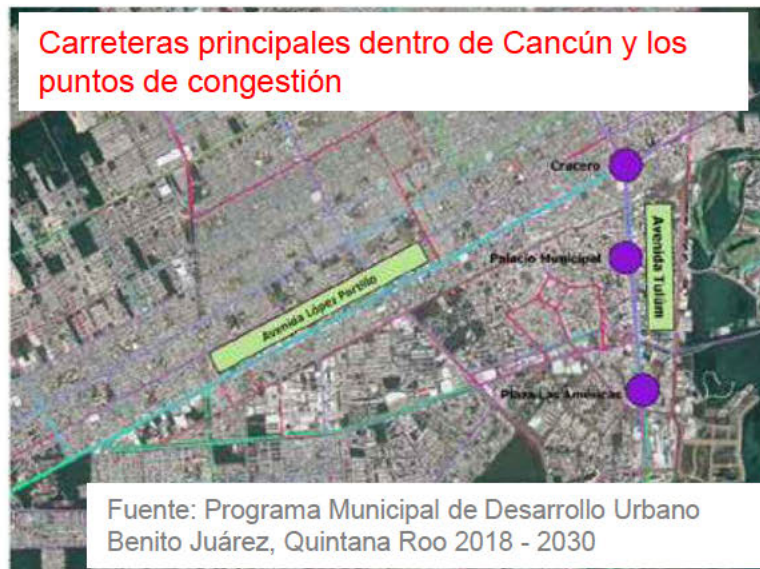 Carreteras principales dentro de Cancún y los
puntos de congestión
Crucero
Palacio Municipal
Avenida Tulum
Avenida López Portillo
Plaza Las Américas
Fuente: Programa Municipal de Desarrollo Urbano
Benito Juárez, Quintana Roo 2018 - 2030